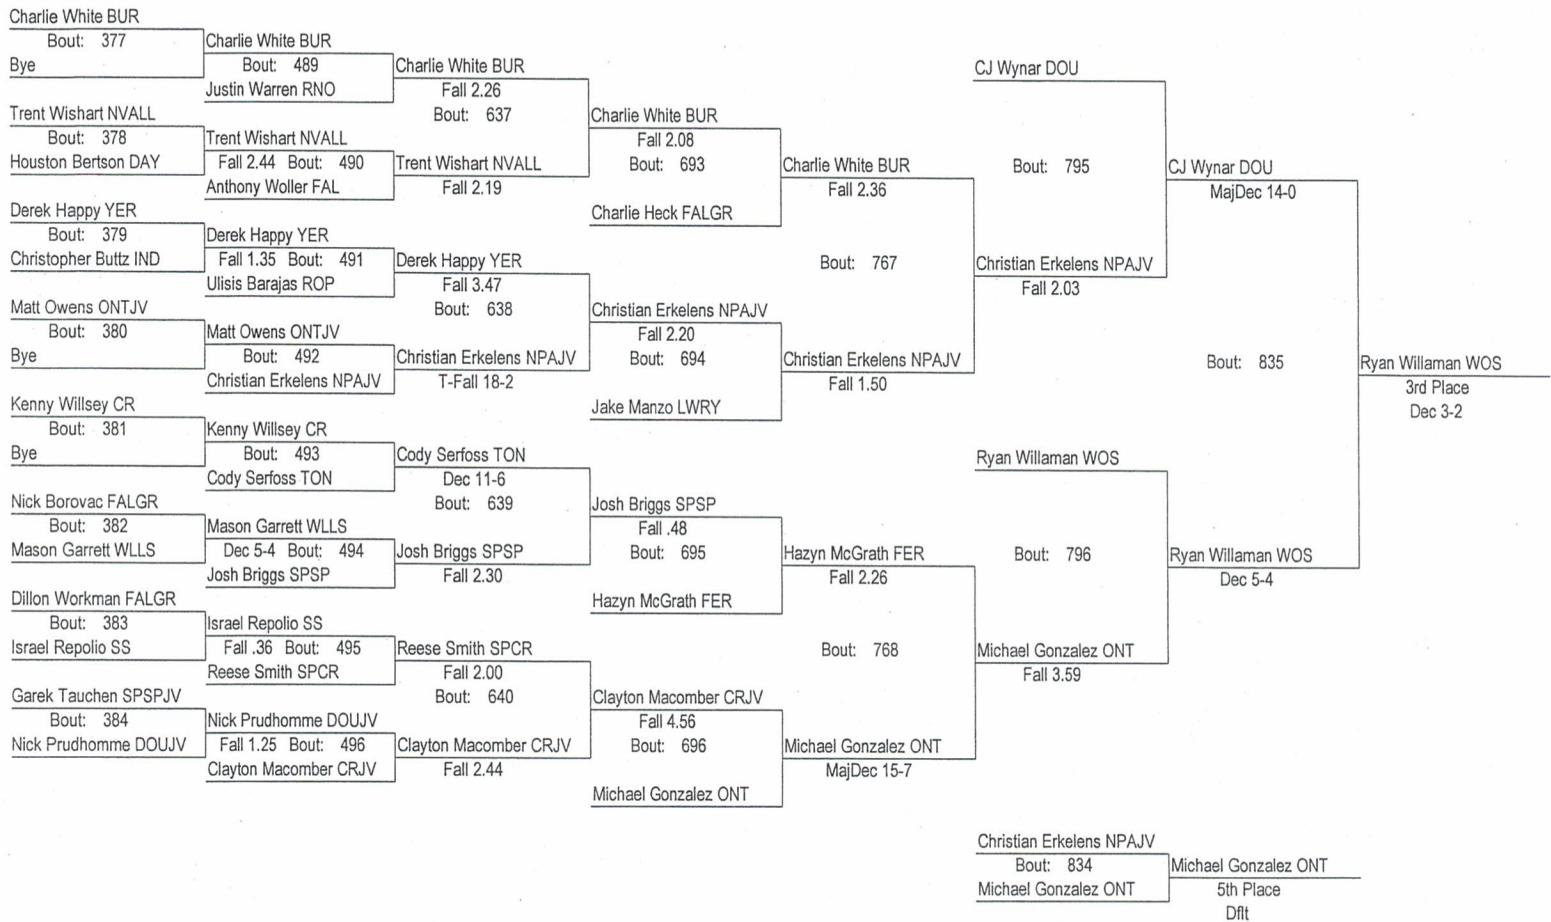 Charlie White BUR
Bout: 377
Bye
Trent Wishart NVALL
Bout: 378
Houston Bertson DAY
Derek Happy YER
Bout: 379
Christopher Buttz IND
Matt Owens ONTJV
Bout: 380
Bye
Kenny Willsey CR
Bout: 381
Bye
Nick Borovac FALGR
Bout: 382
Mason Garrett WLLS
Dillon Workman FALGR
Bout: 383
Israel Repolio SS
Garek Tauchen SPSPJV
Bout: 384
Nick Prudhomme DOUJV
Charlie White BUR
Bout: 489
Justin Warren RNO
Trent Wishart NVALL
Fall 2.44 Bout: 490
Anthony Woller FAL
Derek Happy YER
Fall 1.35 Bout: 491
Ulisis Barajas ROP
Matt Owens ONTJV
Bout: 492
Christian Erkelens NPAJV
Kenny Willsey CR
Bout: 493
Cody Serfoss TON
Mason Garrett WLLS
Dec 5-4 Bout: 494
Josh Briggs SPSP
Israel Repolio SS
Fall .36 Bout: 495
Reese Smith SPCR
Nick Prudhomme DOUJV
Fall 1.25 Bout: 496
Clayton Macomber CRJV
Charlie White BUR
Fall 2.26
Bout: 637
Trent Wishart NVALL
Fall 2.19
Derek Happy YER
Fall 3.47
Bout: 638
Christian Erkelens NPAJV
T-Fall 18-2
Cody Serfoss TON
Dec 11-6
Bout: 639
Josh Briggs SPSP
Fall 2.30
Reese Smith SPCR
Fall 2.00
Bout: 640
Clayton Macomber CRJV
Fall 2.44
Charlie White BUR
Fall 2.08
Bout: 693
Charlie Heck FALGR
Christian Erkelens NPAJV
Fall 2.20
Bout: 694
Jake Manzo LWRY
Josh Briggs SPSP
Fall .48
Bout: 695
Hazyn McGrath FER
Clayton Macomber CRJV
Fall 4.56
Bout: 696
Michael Gonzalez ONT
Charlie White BUR
Fall 2.36
Bout: 767
Christian Erkelens NPAJV
Fall 1.50
Hazyn McGrath FER
Fall 2.26
Bout: 768
Michael Gonzalez ONT
MajDec 15-7
CJ Wynar DOU
Bout: 795
Christian Erkelens NPAJV
Fall 2.03
Ryan Willaman WOS
Bout: 796
Michael Gonzalez ONT
Fall 3.59
CJ Wynar DOU
MajDec 14-0
Bout: 835
Ryan Willaman WOS
Dec 5-4
Ryan Willaman WOS
3rd Place
Dec 3-2
Christian Erkelens NPAJV
Bout: 834
Michael Gonzalez ONT
Michael Gonzalez ONT
5th Place
Dflt